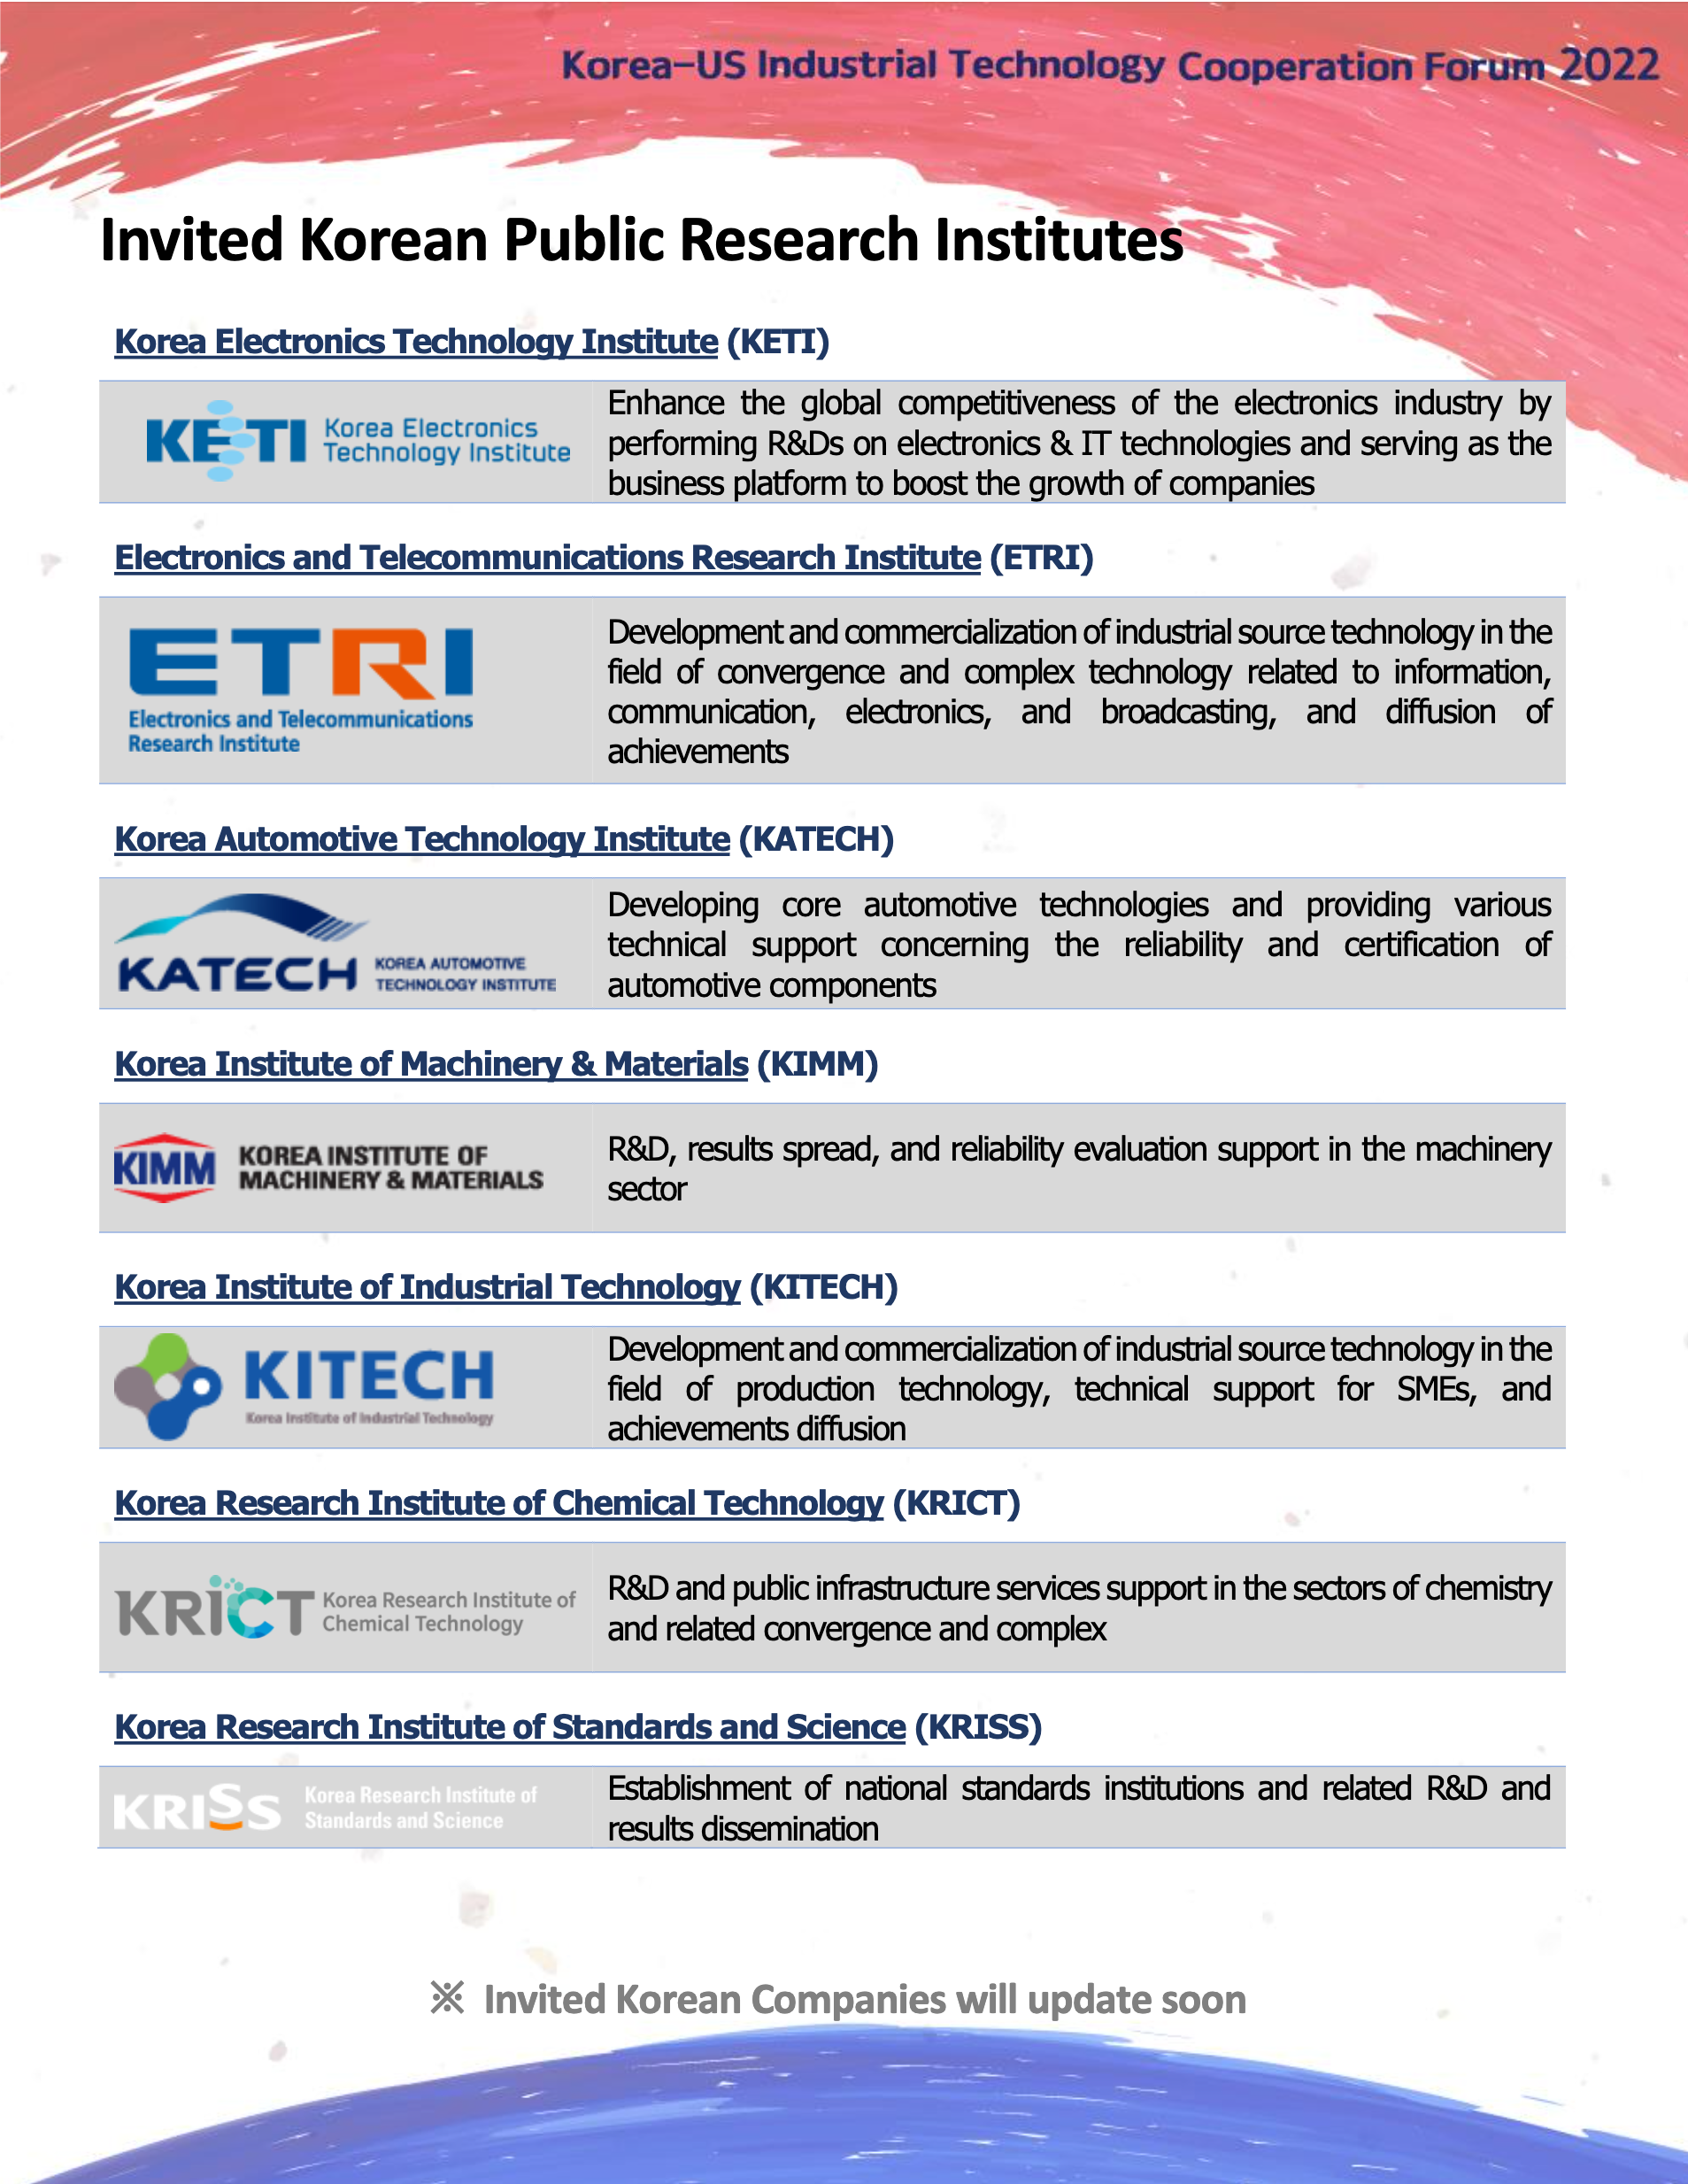 Korea-US Industrial Technology Cooperation Forum 2022
Invited Korean Public Research Institutes
Korea Electronics Technology Institute (KETI)
KETI
Korea Electronics
Technology Institute
Enhance the global competitiveness of the electronics industry by
performing R&Ds on electronics & IT technologies and serving as the
business platform to boost the growth of companies
Electronics and Telecommunications Research Institute (ETRI)
ETRI
Electronics and Telecommunications
Research Institute
Development and commercialization of industrial source technology in the
field of convergence and complex technology related to information,
communication, electronics, and broadcasting, and diffusion of
achievements
Korea Automotive Technology Institute (KATECH)
KATECH
KOREA AUTOMOTIVE
TECHNOLOGY INSTITUTE
Developing core automotive technologies and providing various
technical support concerning the reliability and certification of
automotive components
Korea Institute of Machinery & Materials (KIMM)
KIMM
KOREA INSTITUTE OF
MACHINERY & MATERIALS
R&D, results spread, and reliability evaluation support in the machinery
sector
Korea Institute of Industrial Technology (KITECH)
KITECH
Korea Institute of Industrial Technology
Development and commercialization of industrial source technology in the
field of production technology, technical support for SMEs, and
achievements diffusion
Korea Research Institute of Chemical Technology (KRICT)
KRICT
Korea Research Institute of
Chemical Technology
R&D and public infrastructure services support in the sectors of chemistry
and related convergence and complex
Korea Research Institute of Standards and Science (KRISS)
KRISS
Korea Research Institute of
Standards and Science
Establishment of national standards institutions and related R&D and
results dissemination
※ Invited Korean Companies will update soon